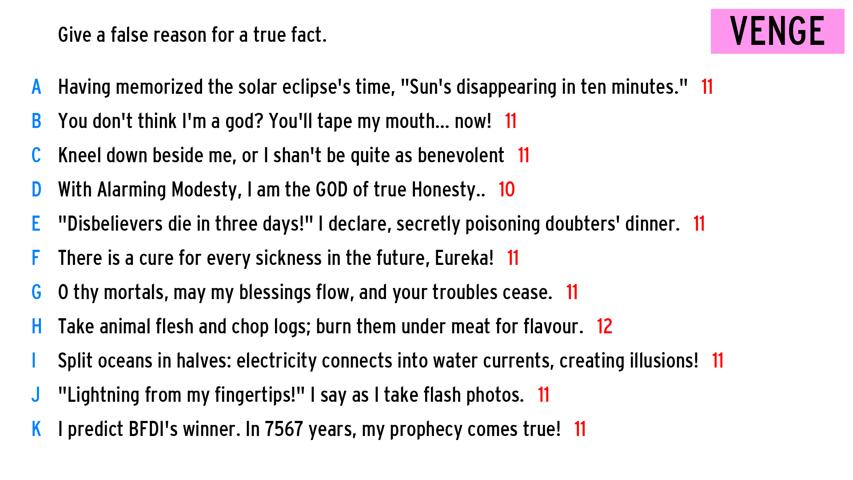 Give a false reason for a true fact.
VENGE
A Having memorized the solar eclipse's time, "Sun's disappearing in ten minutes." 11
B You don't think I'm a god? You'll tape my mouth... now! 11
C Kneel down beside me, or I shan't be quite as benevolent 11
D With Alarming Modesty, I am the GOD of true Honesty.. 10
E "Disbelievers die in three days!" I declare, secretly poisoning doubters' dinner. 11
F There is a cure for every sickness in the future, Eureka! 11
G O thy mortals, may my blessings flow, and your troubles cease. 11
H Take animal flesh and chop logs; burn them under meat for flavour. 12
I Split oceans in halves: electricity connects into water currents, creating illusions! 11
J "Lightning from my fingertips!" I say as I take flash photos. 11
K I predict BFDI's winner. In 7567 years, my prophecy comes true! 11